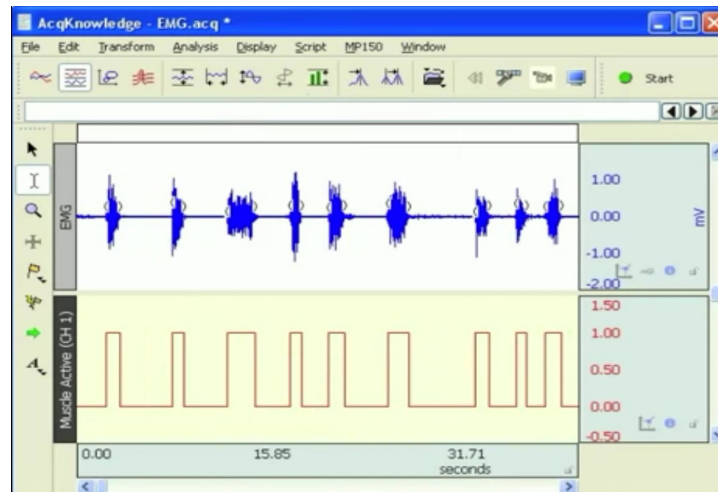 AcqKnowledge - EMG.acq *
File Edit Transform Analysis Display Script MP150 Window
Start
EMG
1.00
0.00
-1.00
-2.00
mV
Muscle Active (CH 1)
1.50
1.00
0.50
0.00
-0.50
0.00 15.85 31.71
seconds